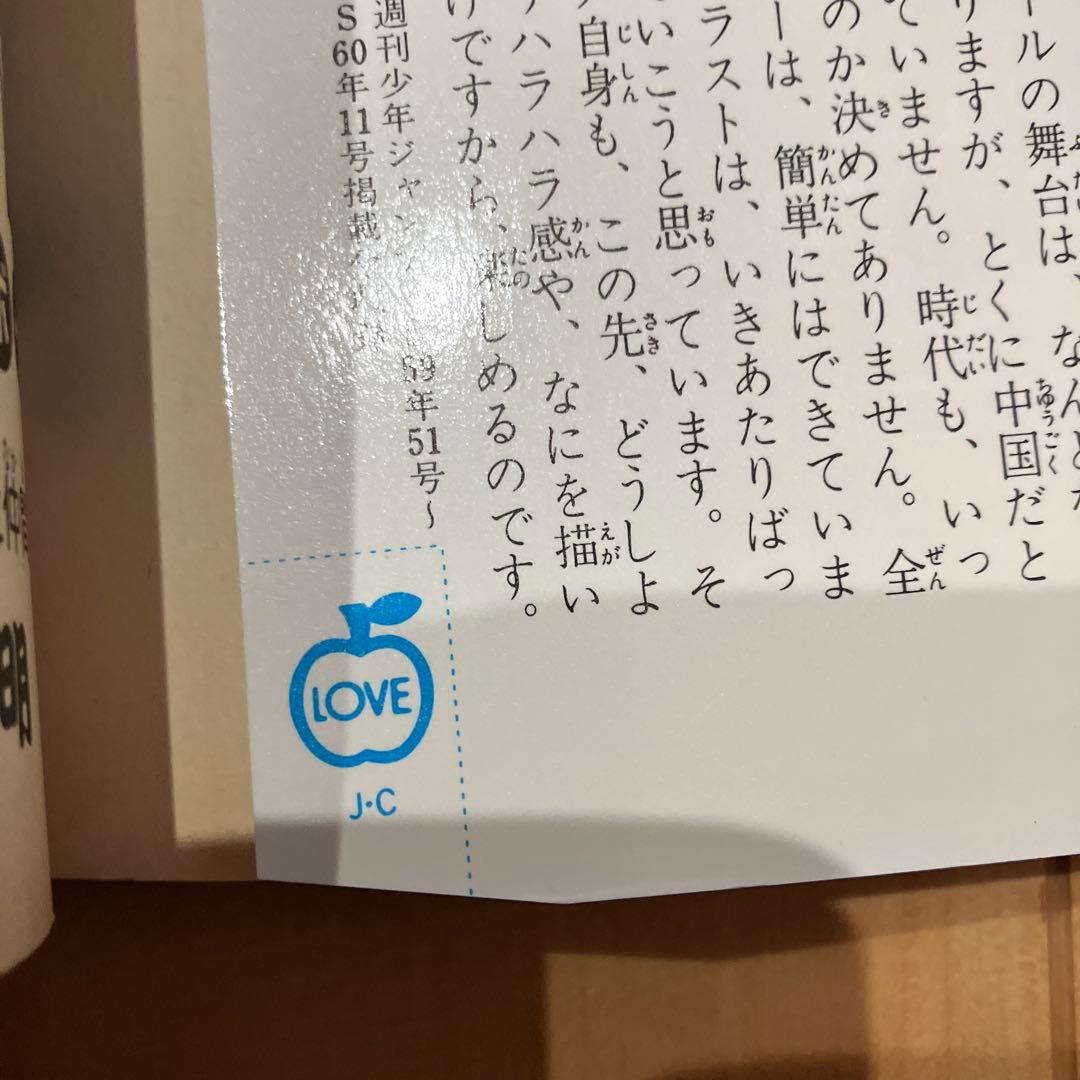 ールの舞台は、なんと
りますが、とくに中国だと
ていません。時代も、いっ
のか決めてありません。全
ーは、簡単にはできていま
ラストは、いきあたりばっ
ていこうと思っています。そ
自身も、この先、どうしよ
ハラハラ感や、なにを描い
けですから、楽しめるのです。
週刊少年ジャン 59年51号〜
S60年11号掲載
LOVE
J・C
明